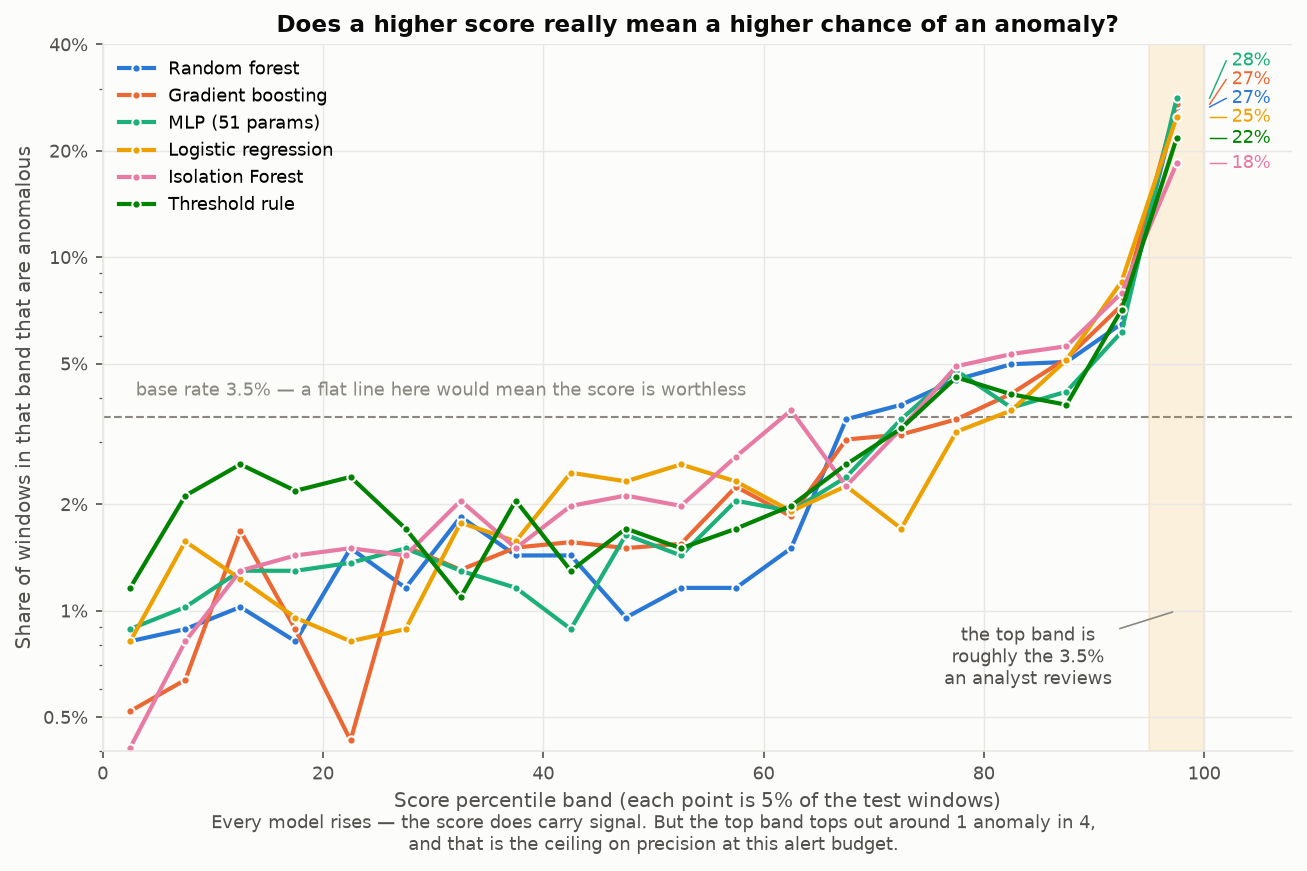 Does a higher score really mean a higher chance of an anomaly?
Share of windows in that band that are anomalous
40%
20%
10%
5%
2%
1%
0.5%
Random forest
Gradient boosting
MLP (51 params)
Logistic regression
Isolation Forest
Threshold rule
28%
27%
27%
25%
22%
18%
base rate 3.5% — a flat line here would mean the score is worthless
the top band is
roughly the 3.5%
an analyst reviews
0
20
40
60
80
100
Score percentile band (each point is 5% of the test windows)
Every model rises — the score does carry signal. But the top band tops out around 1 anomaly in 4,
and that is the ceiling on precision at this alert budget.